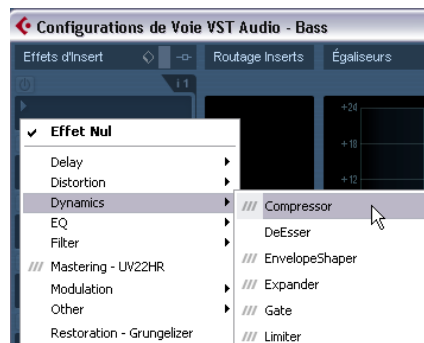 Configurations de Voie VST Audio - Bass
Effets d'Insert
Routage Inserts
Égaliseurs
i1
+24
+18
+12
✓ Effet Nul
Delay
Distortion
Dynamics
EQ
Filter
/// Mastering - UV22HR
Modulation
Other
Restoration - Grungelizer
/// Compressor
DeEsser
/// EnvelopeShaper
/// Expander
/// Gate
/// Limiter